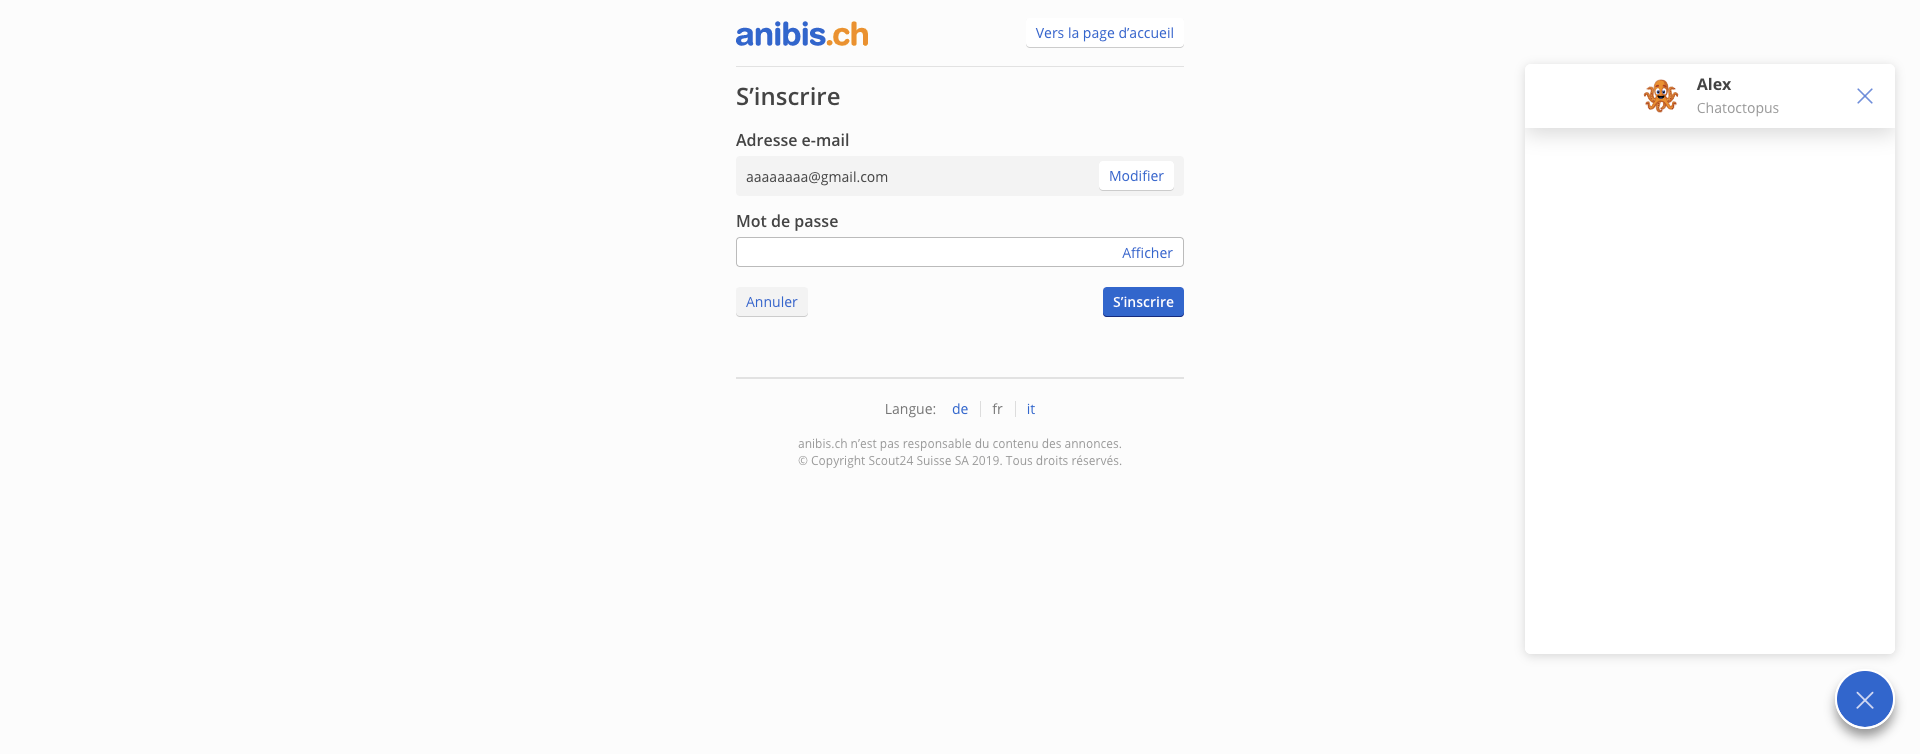 anibis.ch
Vers la page d’accueil
S’inscrire
Adresse e-mail
aaaaaaaa@gmail.com
Modifier
Mot de passe
Afficher
Annuler
S’inscrire
Langue: de fr it
anibis.ch n’est pas responsable du contenu des annonces.
© Copyright Scout24 Suisse SA 2019. Tous droits réservés.
Alex
Chatoctopus